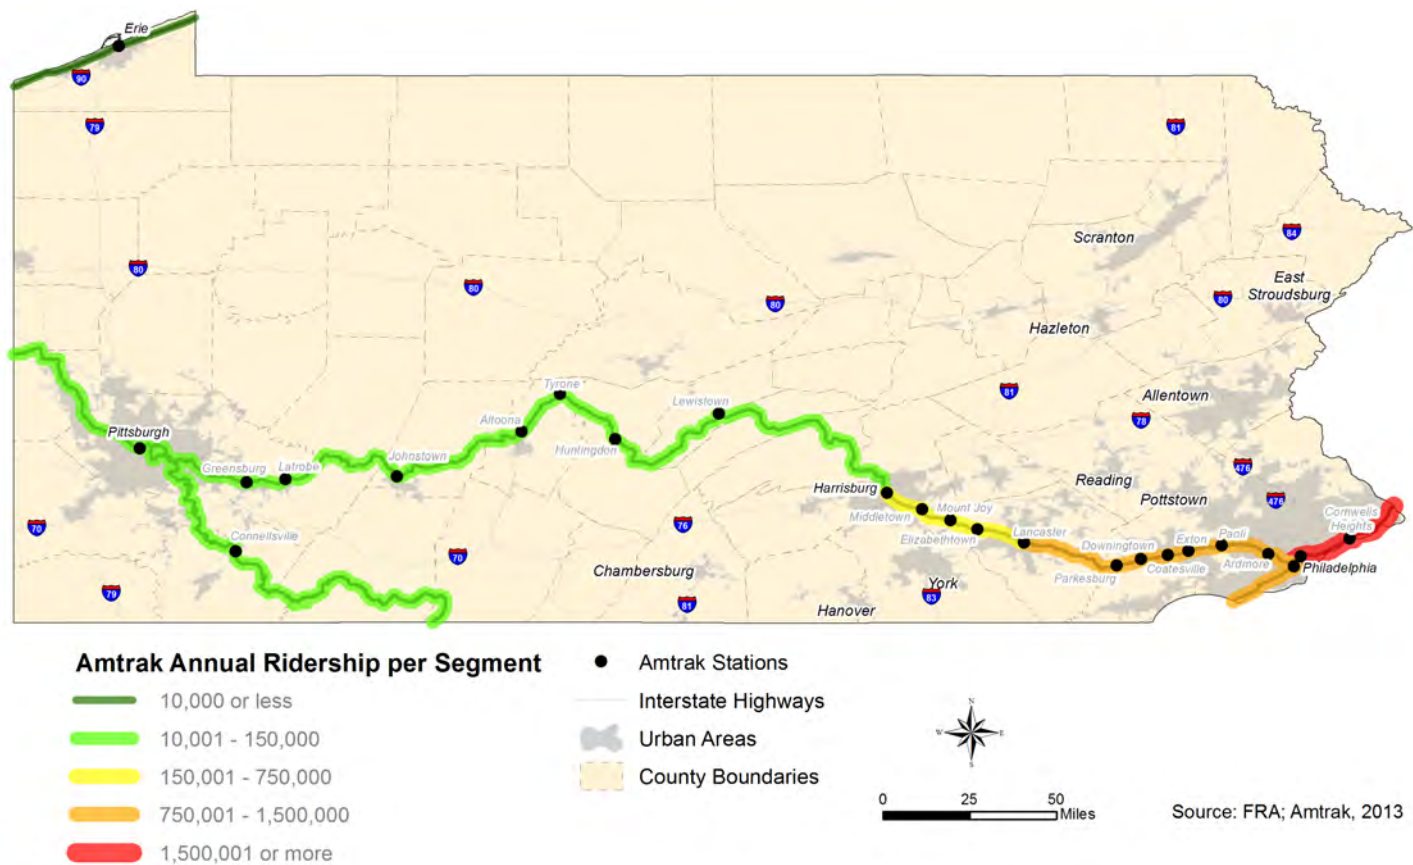 Erie
90
79
81
Scranton
84
80
80
80
East
Stroudsburg
80
Hazleton
Tyrone
81
Allentown
Lewistown
Altoona
78
Pittsburgh
Huntingdon
Johnstown
Greensburg
Latrobe
476
Reading
Harrisburg
Pottstown
476
Mount Joy
Middletown
Cornwells
Heights
70
76
Lancaster
Elizabethtown
Exton
Paoli
Downingtown
Connellsville
70
Ardmore
Coatesville
Philadelphia
Parkesburg
Chambersburg
York
79
83
81
Hanover
Amtrak Annual Ridership per Segment
10,000 or less
10,001 - 150,000
150,001 - 750,000
750,001 - 1,500,000
1,500,001 or more
Amtrak Stations
Interstate Highways
Urban Areas
County Boundaries
N
W
E
S
0
25
50
Miles
Source: FRA; Amtrak, 2013